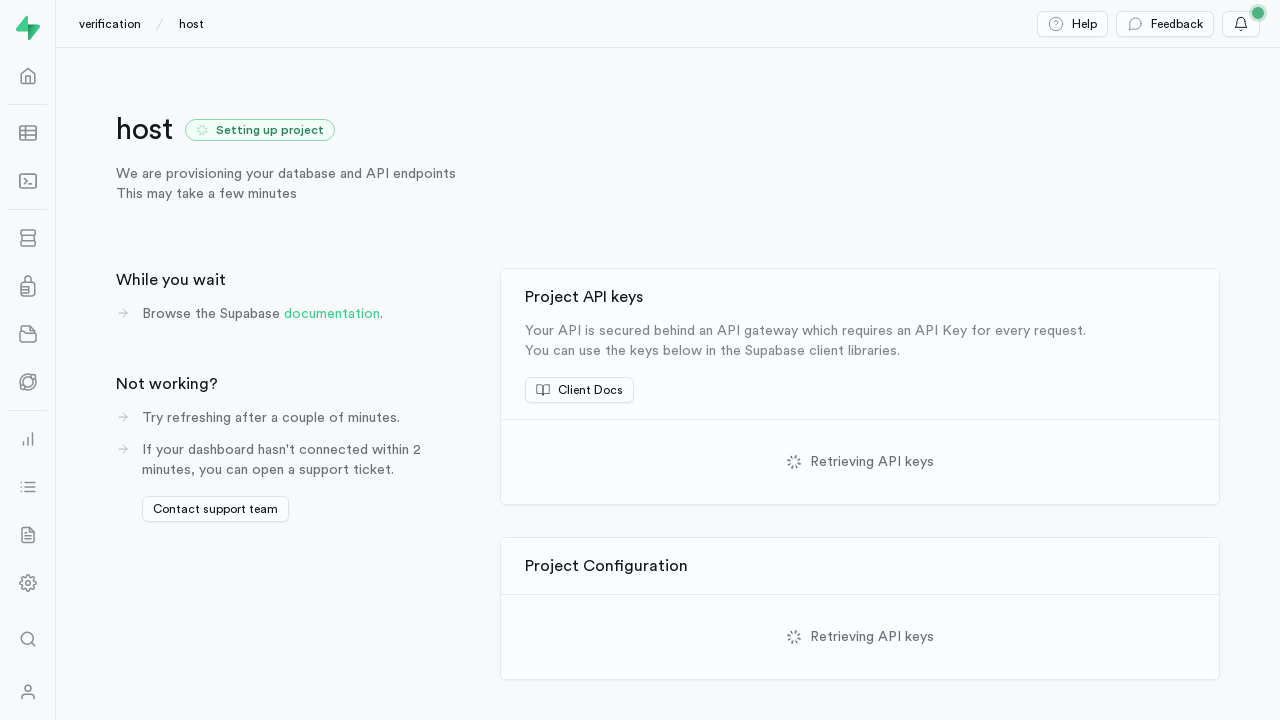 verification / host
Help
Feedback
host
Setting up project
We are provisioning your database and API endpoints
This may take a few minutes
While you wait
Browse the Supabase documentation.
Not working?
Try refreshing after a couple of minutes.
If your dashboard hasn't connected within 2
minutes, you can open a support ticket.
Contact support team
Project API keys
Your API is secured behind an API gateway which requires an API Key for every request.
You can use the keys below in the Supabase client libraries.
Client Docs
Retrieving API keys
Project Configuration
Retrieving API keys